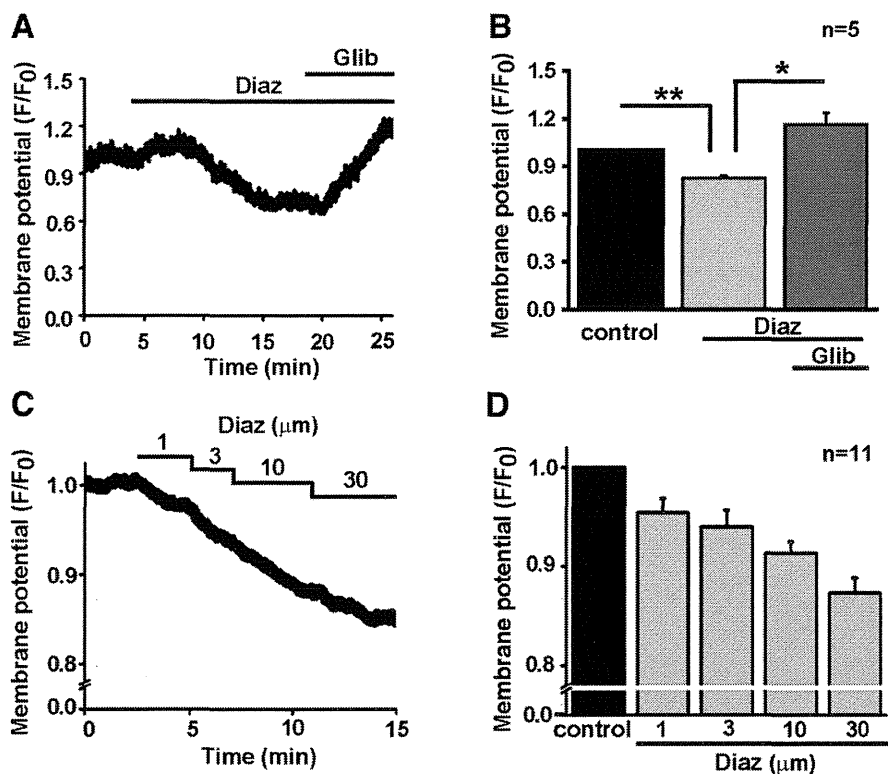 A
Glib
Diaz
Membrane potential (F/F0)
1.5
1.2
0.9
0.6
0.3
0.0
0 5 10 15 20 25
Time (min)
B
n=5
**
*
Membrane potential (F/F0)
1.5
1.2
0.9
0.6
0.3
0.0
control
Diaz
Glib
C
Diaz (μm)
1
3
10
30
Membrane potential (F/F0)
1.0
0.9
0.8
0.0
0 5 10 15
Time (min)
D
n=11
Membrane potential (F/F0)
1.0
0.9
0.8
0.0
control 1 3 10 30
Diaz (μm)